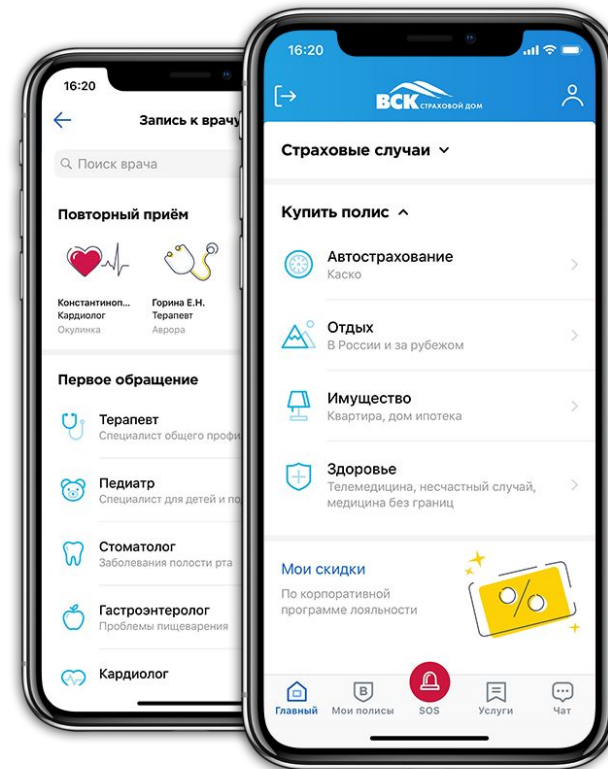 16:20
Запись к врачу
Поиск врача
Повторный приём
Константиноп...
Кардиолог
Окулинка
Горина Е.Н.
Терапевт
Аврора
Первое обращение
Терапевт
Специалист общего профи
Педиатр
Специалист для детей и по
Стоматолог
Заболевания полости рта
Гастроэнтеролог
Проблемы пищеварения
Кардиолог
16:20
ВСК СТРАХОВОЙ ДОМ
Страховые случаи
Купить полис
Автострахование
Каско
Отдых
В России и за рубежом
Имущество
Квартира, дом ипотека
Здоровье
Телемедицина, несчастный случай,
медицина без границ
Мои скидки
По корпоративной
программе лояльности
%
Главный
В
Мои полисы
SOS
Услуги
Чат